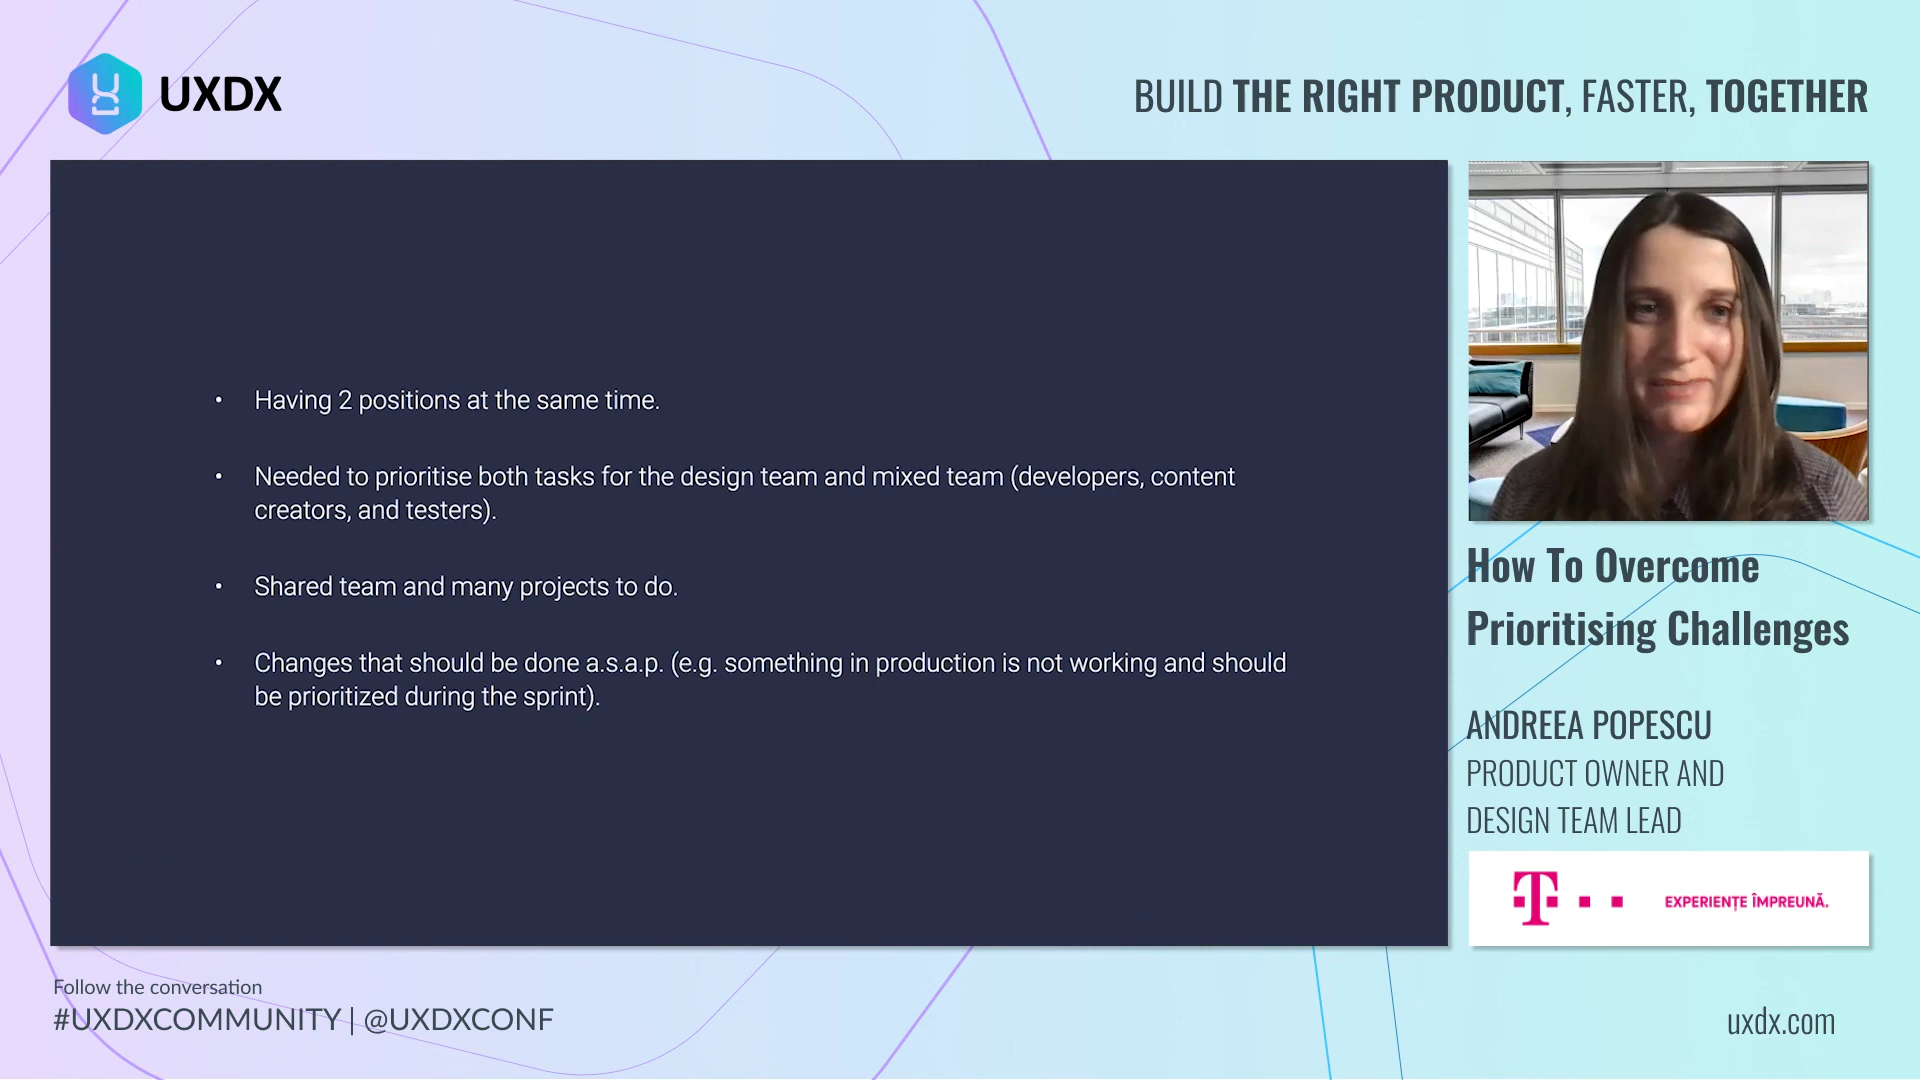 UXDX
BUILD THE RIGHT PRODUCT, FASTER, TOGETHER
• Having 2 positions at the same time.
• Needed to prioritise both tasks for the design team and mixed team (developers, content
creators, and testers).
• Shared team and many projects to do.
• Changes that should be done a.s.a.p. (e.g. something in production is not working and should
be prioritized during the sprint).
How To Overcome
Prioritising Challenges
ANDREEA POPESCU
PRODUCT OWNER AND
DESIGN TEAM LEAD
T
EXPERIENȚE ÎMPREUNĂ.
Follow the conversation
#UXDXCOMMUNITY | @UXDXCONF
uxdx.com